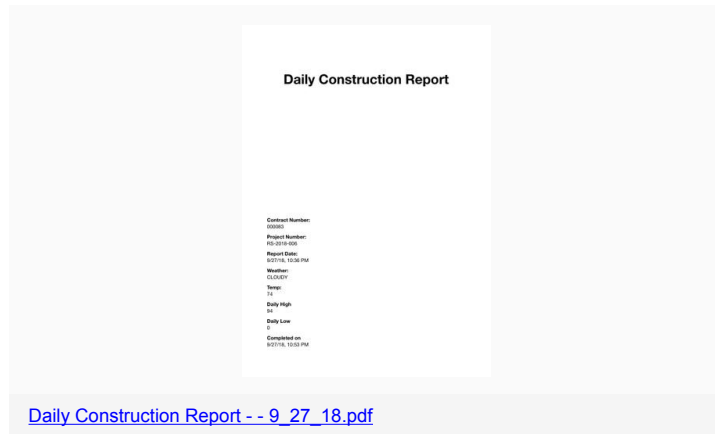 Daily Construction Report
Contract Number:
000083
Project Number:
RS-2018-006
Report Date:
9/27/18, 10:36 PM
Weather:
CLOUDY
Temp:
74
Daily High
94
Daily Low
0
Completed on
9/27/18, 10:53 PM
Daily Construction Report - - 9_27_18.pdf